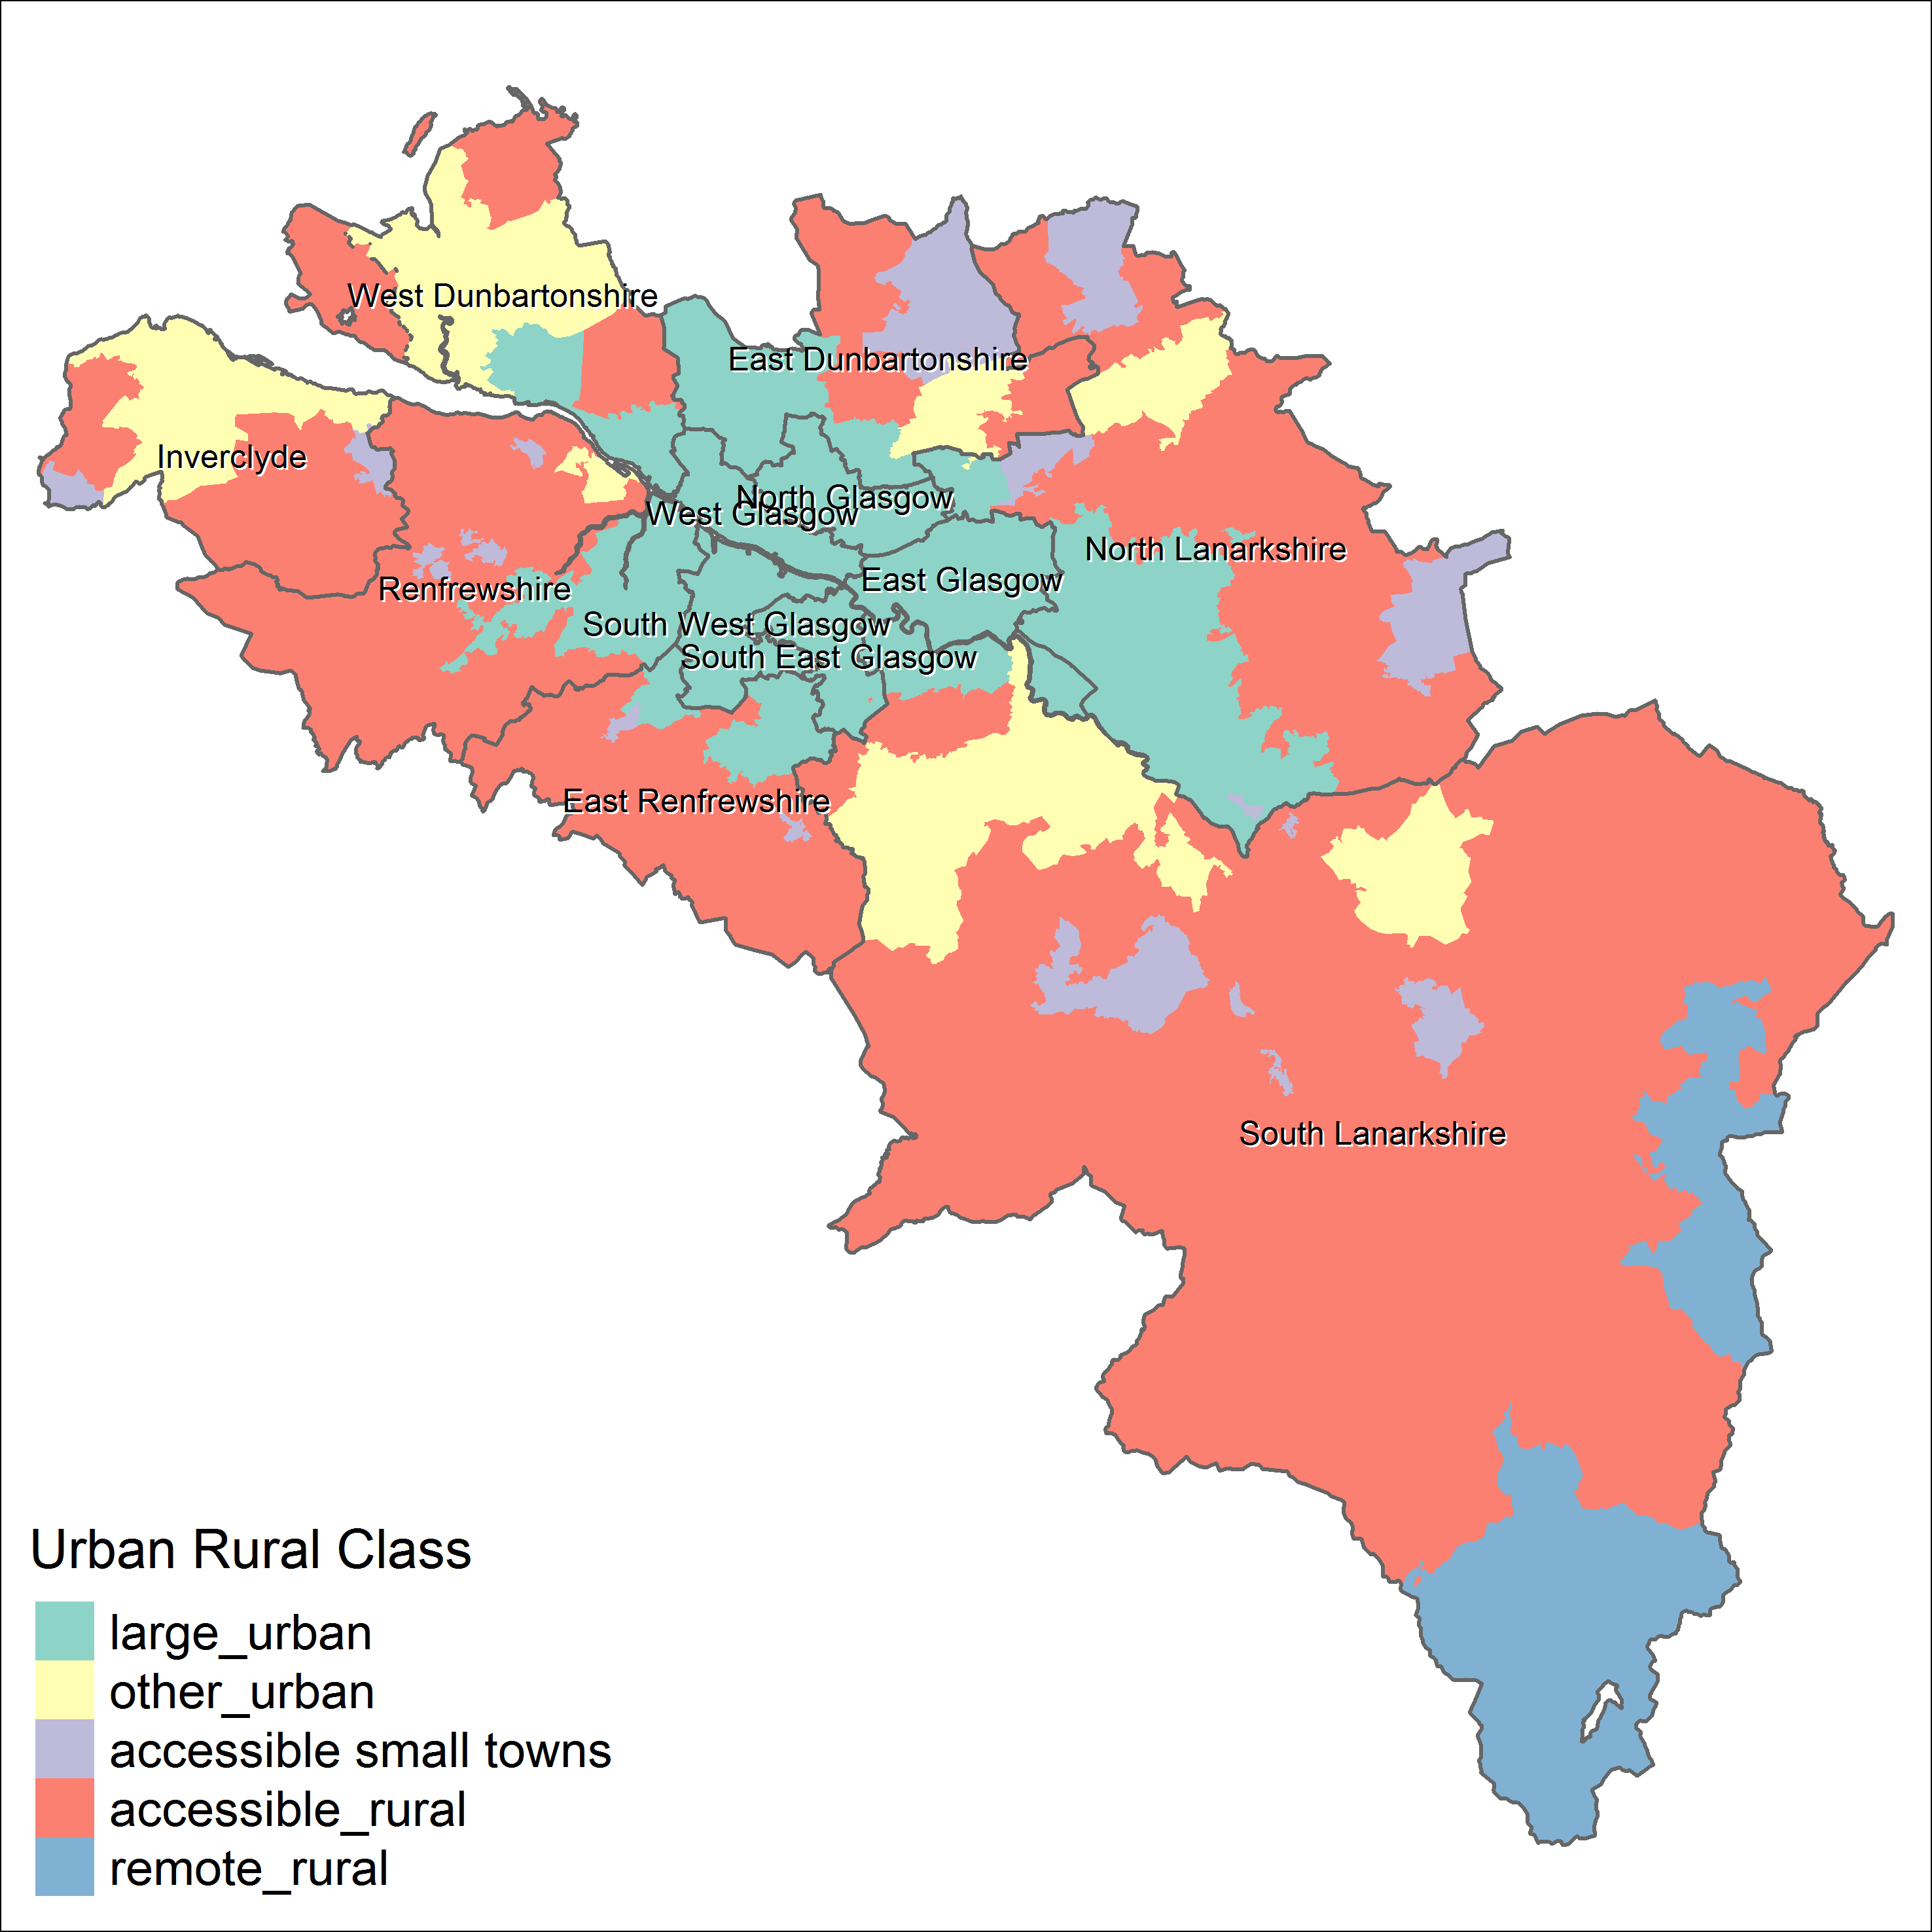 West Dunbartonshire
East Dunbartonshire
Inverclyde
North Glasgow
West Glasgow
North Lanarkshire
East Glasgow
Renfrewshire
South West Glasgow
South East Glasgow
East Renfrewshire
South Lanarkshire
Urban Rural Class
large_urban
other_urban
accessible small towns
accessible_rural
remote_rural